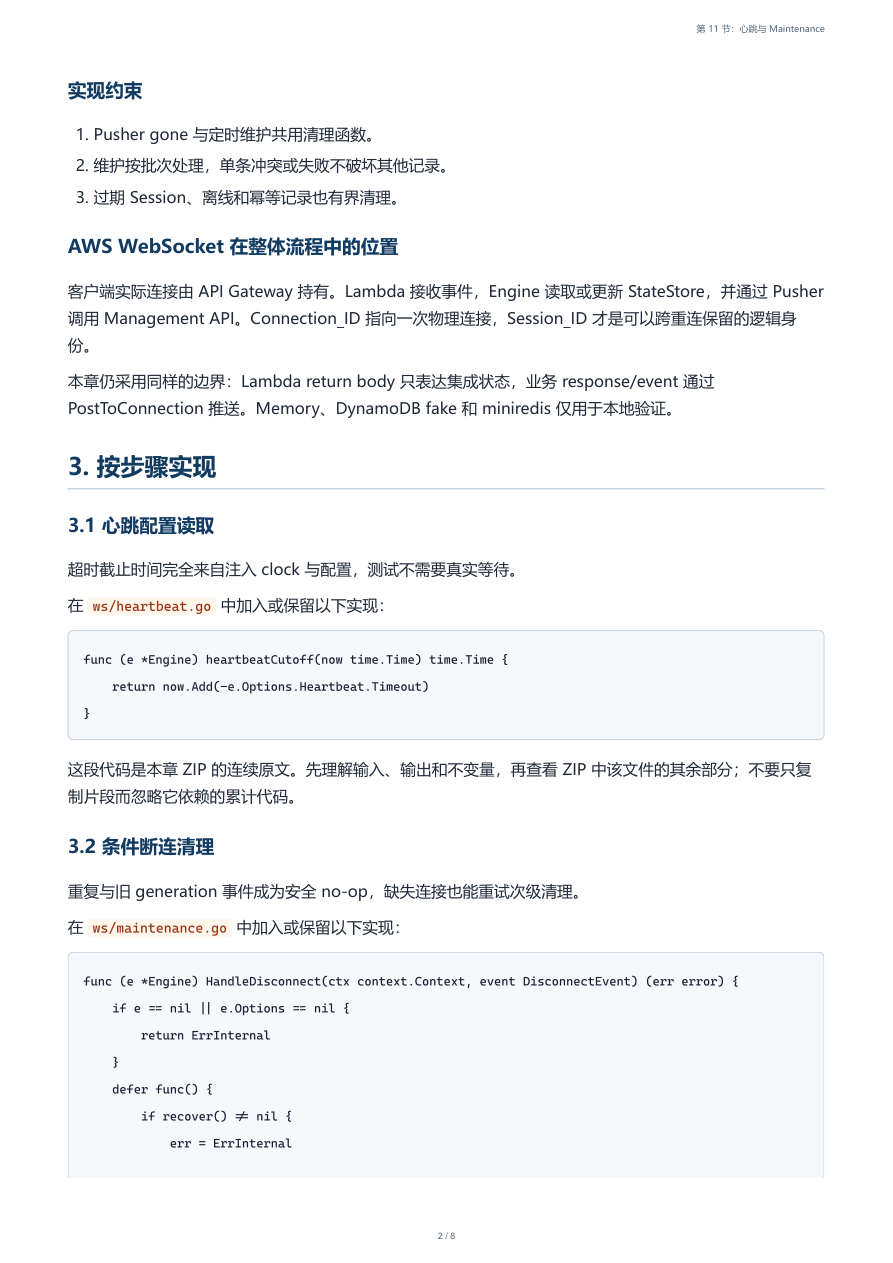 第 11 节：心跳与 Maintenance
实现约束
1. Pusher gone 与定时维护共用清理函数。
2. 维护按批次处理，单条冲突或失败不破坏其他记录。
3. 过期 Session、离线和幂等记录也有界清理。
AWS WebSocket 在整体流程中的位置
客户端实际连接由 API Gateway 持有。Lambda 接收事件，Engine 读取或更新 StateStore，并通过 Pusher
调用 Management API。Connection_ID 指向一次物理连接，Session_ID 才是可以跨重连保留的逻辑身
份。
本章仍采用同样的边界：Lambda return body 只表达集成状态，业务 response/event 通过
PostToConnection 推送。Memory、DynamoDB fake 和 miniredis 仅用于本地验证。
3. 按步骤实现
3.1 心跳配置读取
超时截止时间完全来自注入 clock 与配置，测试不需要真实等待。
在 ws/heartbeat.go 中加入或保留以下实现：
func (e *Engine) heartbeatCutoff(now time.Time) time.Time {
    return now.Add(-e.Options.Heartbeat.Timeout)
}
这段代码是本章 ZIP 的连续原文。先理解输入、输出和不变量，再查看 ZIP 中该文件的其余部分；不要只复
制片段而忽略它依赖的累计代码。
3.2 条件断连清理
重复与旧 generation 事件成为安全 no-op，缺失连接也能重试次级清理。
在 ws/maintenance.go 中加入或保留以下实现：
func (e *Engine) HandleDisconnect(ctx context.Context, event DisconnectEvent) (err error) {
    if e == nil || e.Options == nil {
        return ErrInternal
    }
    defer func() {
        if recover() != nil {
            err = ErrInternal
2 / 8